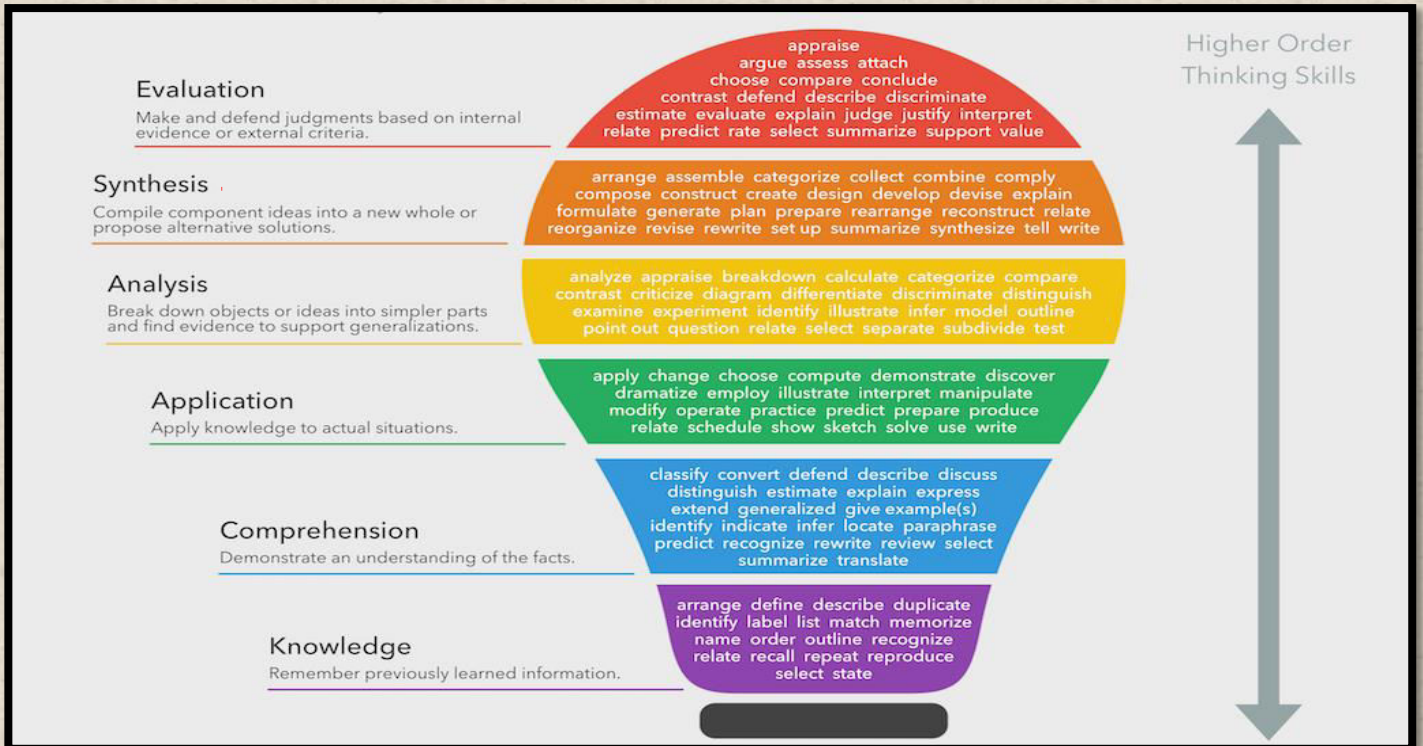 Higher Order
Thinking Skills
Evaluation
Make and defend judgments based on internal
evidence or external criteria.
appraise
argue assess attach
choose compare conclude
contrast defend describe discriminate
estimate evaluate explain judge justify interpret
relate predict rate select summarize support value
Synthesis
Compile component ideas into a new whole or
propose alternative solutions.
arrange assemble categorize collect combine comply
compose construct create design develop devise explain
formulate generate plan prepare rearrange reconstruct relate
reorganize revise rewrite set up summarize synthesize tell write
Analysis
Break down objects or ideas into simpler parts
and find evidence to support generalizations.
analyze appraise breakdown calculate categorize compare
contrast criticize diagram differentiate discriminate distinguish
examine experiment identify illustrate infer model outline
point out question relate select separate subdivide test
Application
Apply knowledge to actual situations.
apply change choose compute demonstrate discover
dramatize employ illustrate interpret manipulate
modify operate practice predict prepare produce
relate schedule show sketch solve use write
Comprehension
Demonstrate an understanding of the facts.
classify convert defend describe discuss
distinguish estimate explain express
extend generalized give example(s)
identify indicate infer locate paraphrase
predict recognize rewrite review select
summarize translate
Knowledge
Remember previously learned information.
arrange define describe duplicate
identify label list match memorize
name order outline recognize
relate recall repeat reproduce
select state